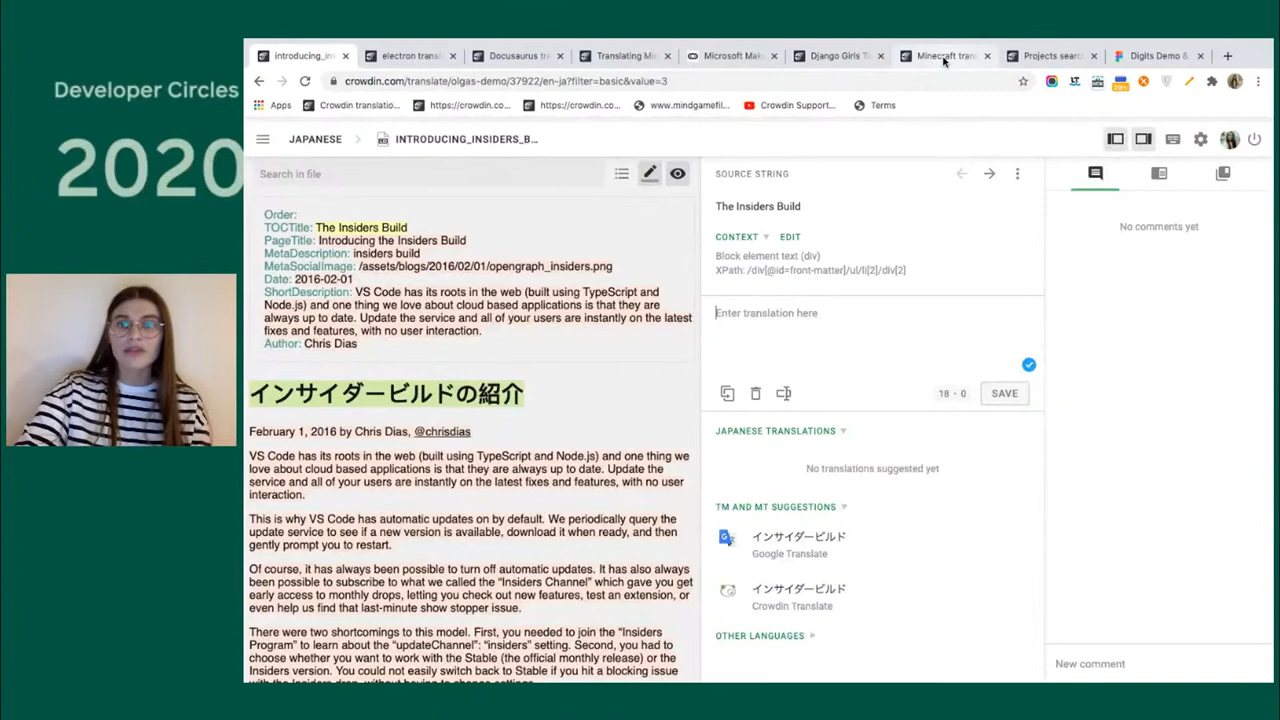 Developer Circles
2020
introducing_in
electron transl
Docusaurus tra
Translating Mi
Microsoft Mak
Django Girls T
Minecraft tran
Projects searc
Digits Demo &
crowdin.com/translate/olgas-demo/37922/en-ja?filter=basic&value=3
Apps
Crowdin translatio...
https://crowdin.co...
https://crowdin.co...
www.mindgamefil...
Crowdin Support...
Terms
JAPANESE
INTRODUCING_INSIDERS_B...
Search in file
Order:
TOCTitle: The Insiders Build
PageTitle: Introducing the Insiders Build
MetaDescription: insiders build
MetaSocialImage: /assets/blogs/2016/02/01/opengraph_insiders.png
Date: 2016-02-01
ShortDescription: VS Code has its roots in the web (built using TypeScript and
Node.js) and one thing we love about cloud based applications is that they are
always up to date. Update the service and all of your users are instantly on the latest
fixes and features, with no user interaction.
Author: Chris Dias
インサイダービルドの紹介
February 1, 2016 by Chris Dias, @chrisdias
VS Code has its roots in the web (built using TypeScript and Node.js) and one thing we
love about cloud based applications is that they are always up to date. Update the
service and all of your users are instantly on the latest fixes and features, with no user
interaction.
This is why VS Code has automatic updates on by default. We periodically query the
update service to see if a new version is available, download it when ready, and then
gently prompt you to restart.
Of course, it has always been possible to turn off automatic updates. It has also always
been possible to subscribe to what we called the “Insiders Channel” which gave you get
early access to monthly drops, letting you check out new features, test an extension, or
even help us find that last-minute show stopper issue.
There were two shortcomings to this model. First, you needed to join the “Insiders
Program” to learn about the “updateChannel”: “insiders” setting. Second, you had to
choose whether you want to work with the Stable (the official monthly release) or the
Insiders version. You could not easily switch back to Stable if you hit a blocking issue
with the Insiders drop, without having to change settings.
SOURCE STRING
The Insiders Build
CONTEXT
EDIT
Block element text (div)
XPath: /div[@id=front-matter]/ul/li[2]/div[2]
Enter translation here
18 • 0
SAVE
JAPANESE TRANSLATIONS
No translations suggested yet
TM AND MT SUGGESTIONS
インサイダービルド
Google Translate
インサイダービルド
Crowdin Translate
OTHER LANGUAGES
No comments yet
New comment